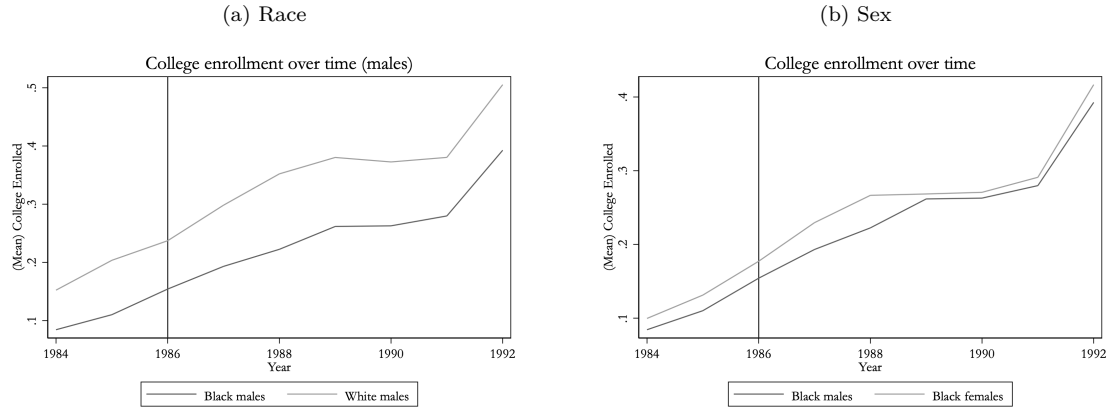 (a) Race
College enrollment over time (males)
(Mean) College Enrolled
.5
.4
.3
.2
.1
1984 1986 1988 1990 1992
Year
Black males White males
(b) Sex
College enrollment over time
(Mean) College Enrolled
.4
.3
.2
.1
1984 1986 1988 1990 1992
Year
Black males Black females